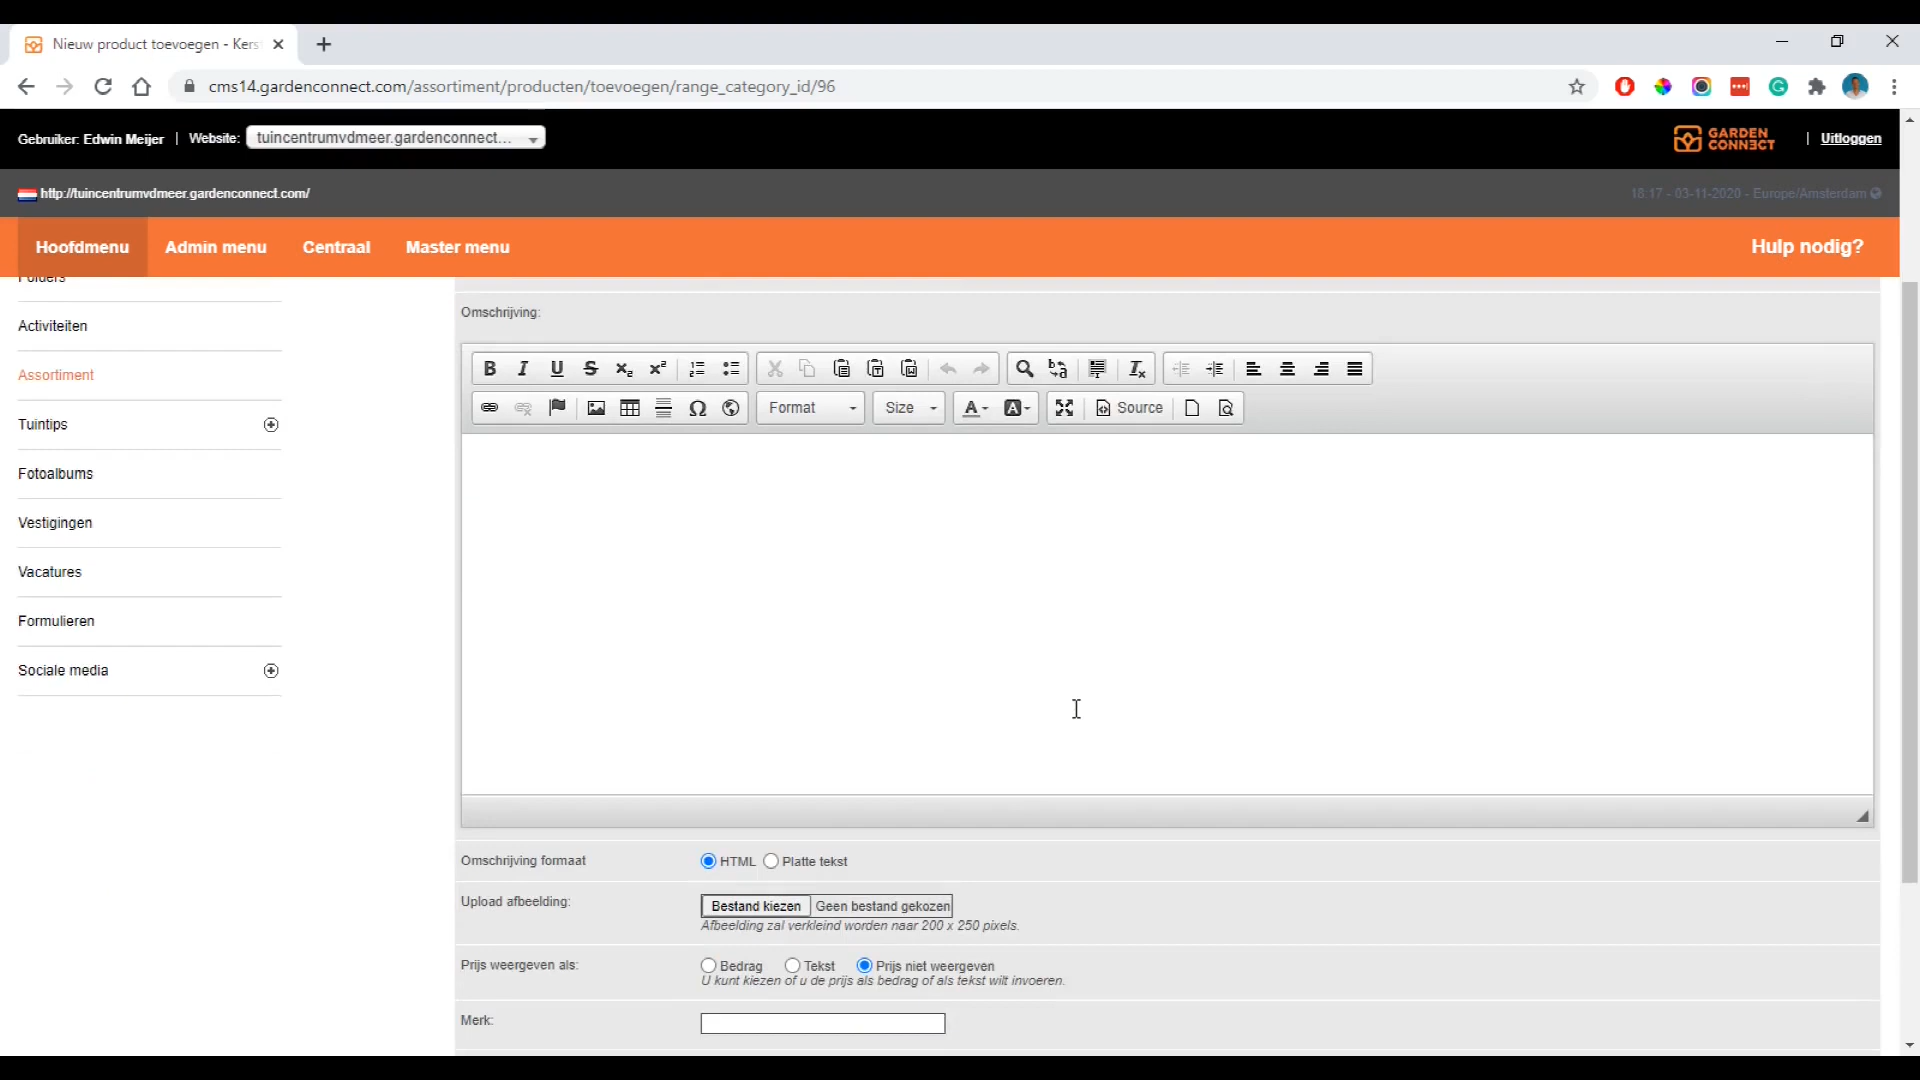 Nieuw product toevoegen - Kers
cms14.gardenconnect.com/assortiment/producten/toevoegen/range_category_id/96
Gebruiker: Edwin Meijer | Website: tuincentrumvdmeer.gardenconnect...
GARDEN CONNECT | Uitloggen
http://tuincentrumvdmeer.gardenconnect.com/
18:17 - 03-11-2020 - Europe/Amsterdam
Hoofdmenu Admin menu Centraal Master menu Hulp nodig?
Folders
Activiteiten
Assortiment
Tuintips
Fotoalbums
Vestigingen
Vacatures
Formulieren
Sociale media
Omschrijving:
Format Size Source
Omschrijving formaat HTML Platte tekst
Upload afbeelding: Bestand kiezen Geen bestand gekozen
Afbeelding zal verkleind worden naar 200 x 250 pixels.
Prijs weergeven als: Bedrag Tekst Prijs niet weergeven
U kunt kiezen of u de prijs als bedrag of als tekst wilt invoeren.
Merk: